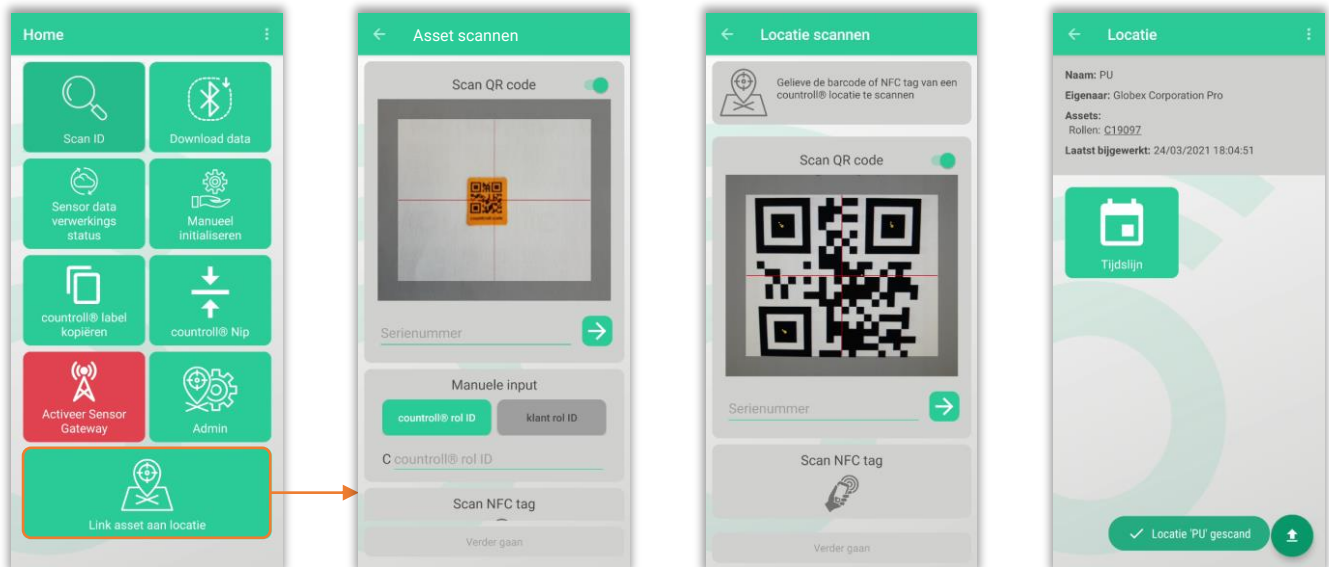 Home
Scan ID
Download data
Sensor data
verwerkings
status
Manueel
initialiseren
countroll® label
kopiëren
countroll® Nip
Activeer Sensor
Gateway
Admin
Link asset aan locatie
Asset scannen
Scan QR code
Serienummer
Manuele input
countroll® rol ID
klant rol ID
C countroll® rol ID
Scan NFC tag
Verder gaan
Locatie scannen
Gelieve de barcode of NFC tag van een
countroll® locatie te scannen
Scan QR code
Serienummer
Scan NFC tag
Verder gaan
Locatie
Naam: PU
Eigenaar: Globex Corporation Pro
Assets:
Rollen: C19097
Laatst bijgewerkt: 24/03/2021 18:04:51
Tijdslijn
Locatie 'PU' gescand